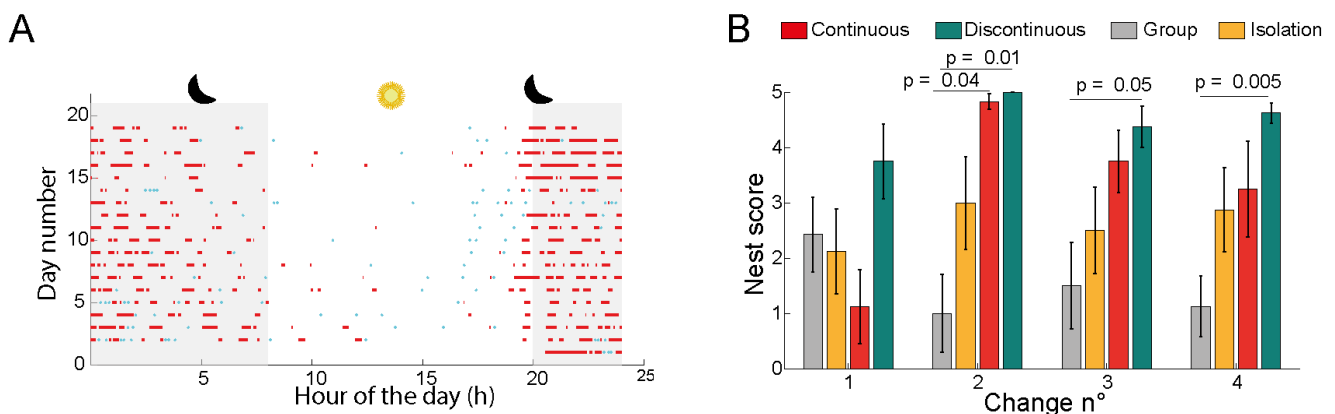 A
20
15
10
5
0
Day number
5
10
15
20
25
Hour of the day (h)
B
Continuous
Discontinuous
Group
Isolation
p = 0.01
p = 0.04
p = 0.05
p = 0.005
5
4
3
2
1
0
Nest score
1
2
3
4
Change n°